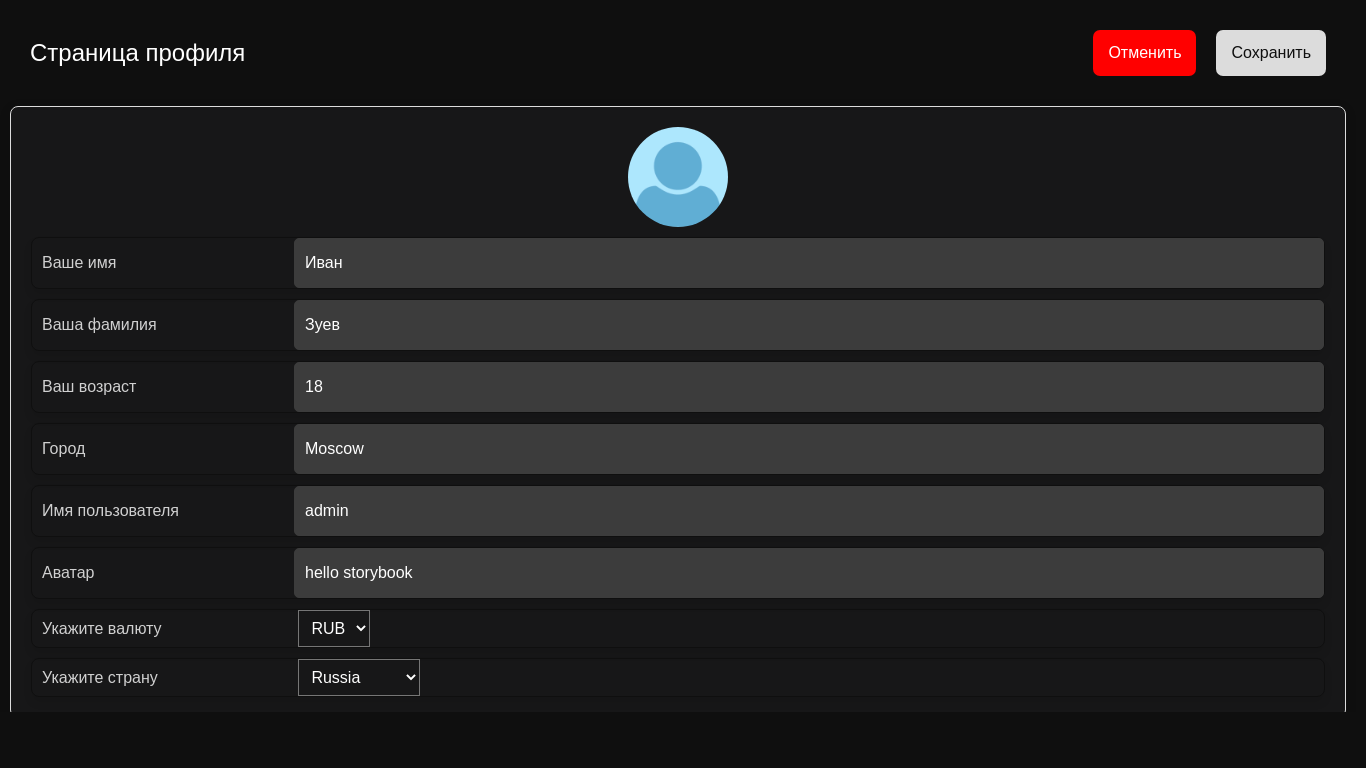 Страница профиля
Отменить
Сохранить
Ваше имя
Иван
Ваша фамилия
Зуев
Ваш возраст
18
Город
Moscow
Имя пользователя
admin
Аватар
hello storybook
Укажите валюту
RUB
Укажите страну
Russia